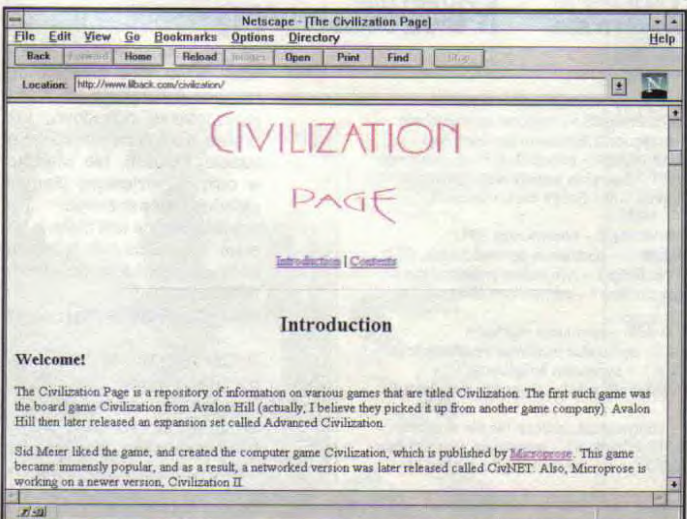 Netscape - [The Civilization Page]
File Edit View Go Bookmarks Options Directory Help
Back Forward Home Reload Images Open Print Find Stop
Location: http://www.lilback.com/civilization/
N
CIVILIZATION
PAGE
Introduction | Contents
Introduction
Welcome!
The Civilization Page is a repository of information on various games that are titled Civilization. The first such game was
the board game Civilization from Avalon Hill (actually, I believe they picked it up from another game company). Avalon
Hill then later released an expansion set called Advanced Civilization.
Sid Meier liked the game, and created the computer game Civilization, which is published by Microprose. This game
became immensly popular, and as a result, a networked version was later released called CivNET. Also, Microprose is
working on a newer version, Civilization II.